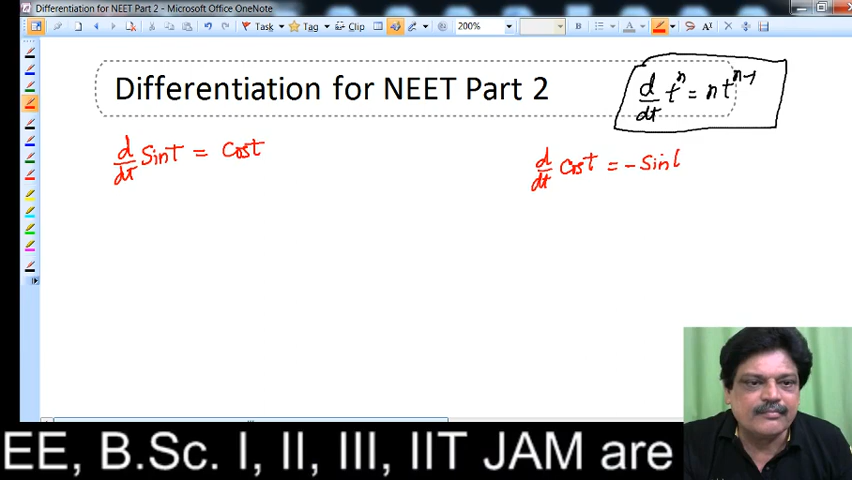 Differentiation for NEET Part 2 - Microsoft Office OneNote
Task Tag Clip 200% B
Differentiation for NEET Part 2
d/dt tⁿ = n tⁿ⁻¹
d/dt Sint = Cost
d/dt Cost = -Sint
EE, B.Sc. I, II, III, IIT JAM are